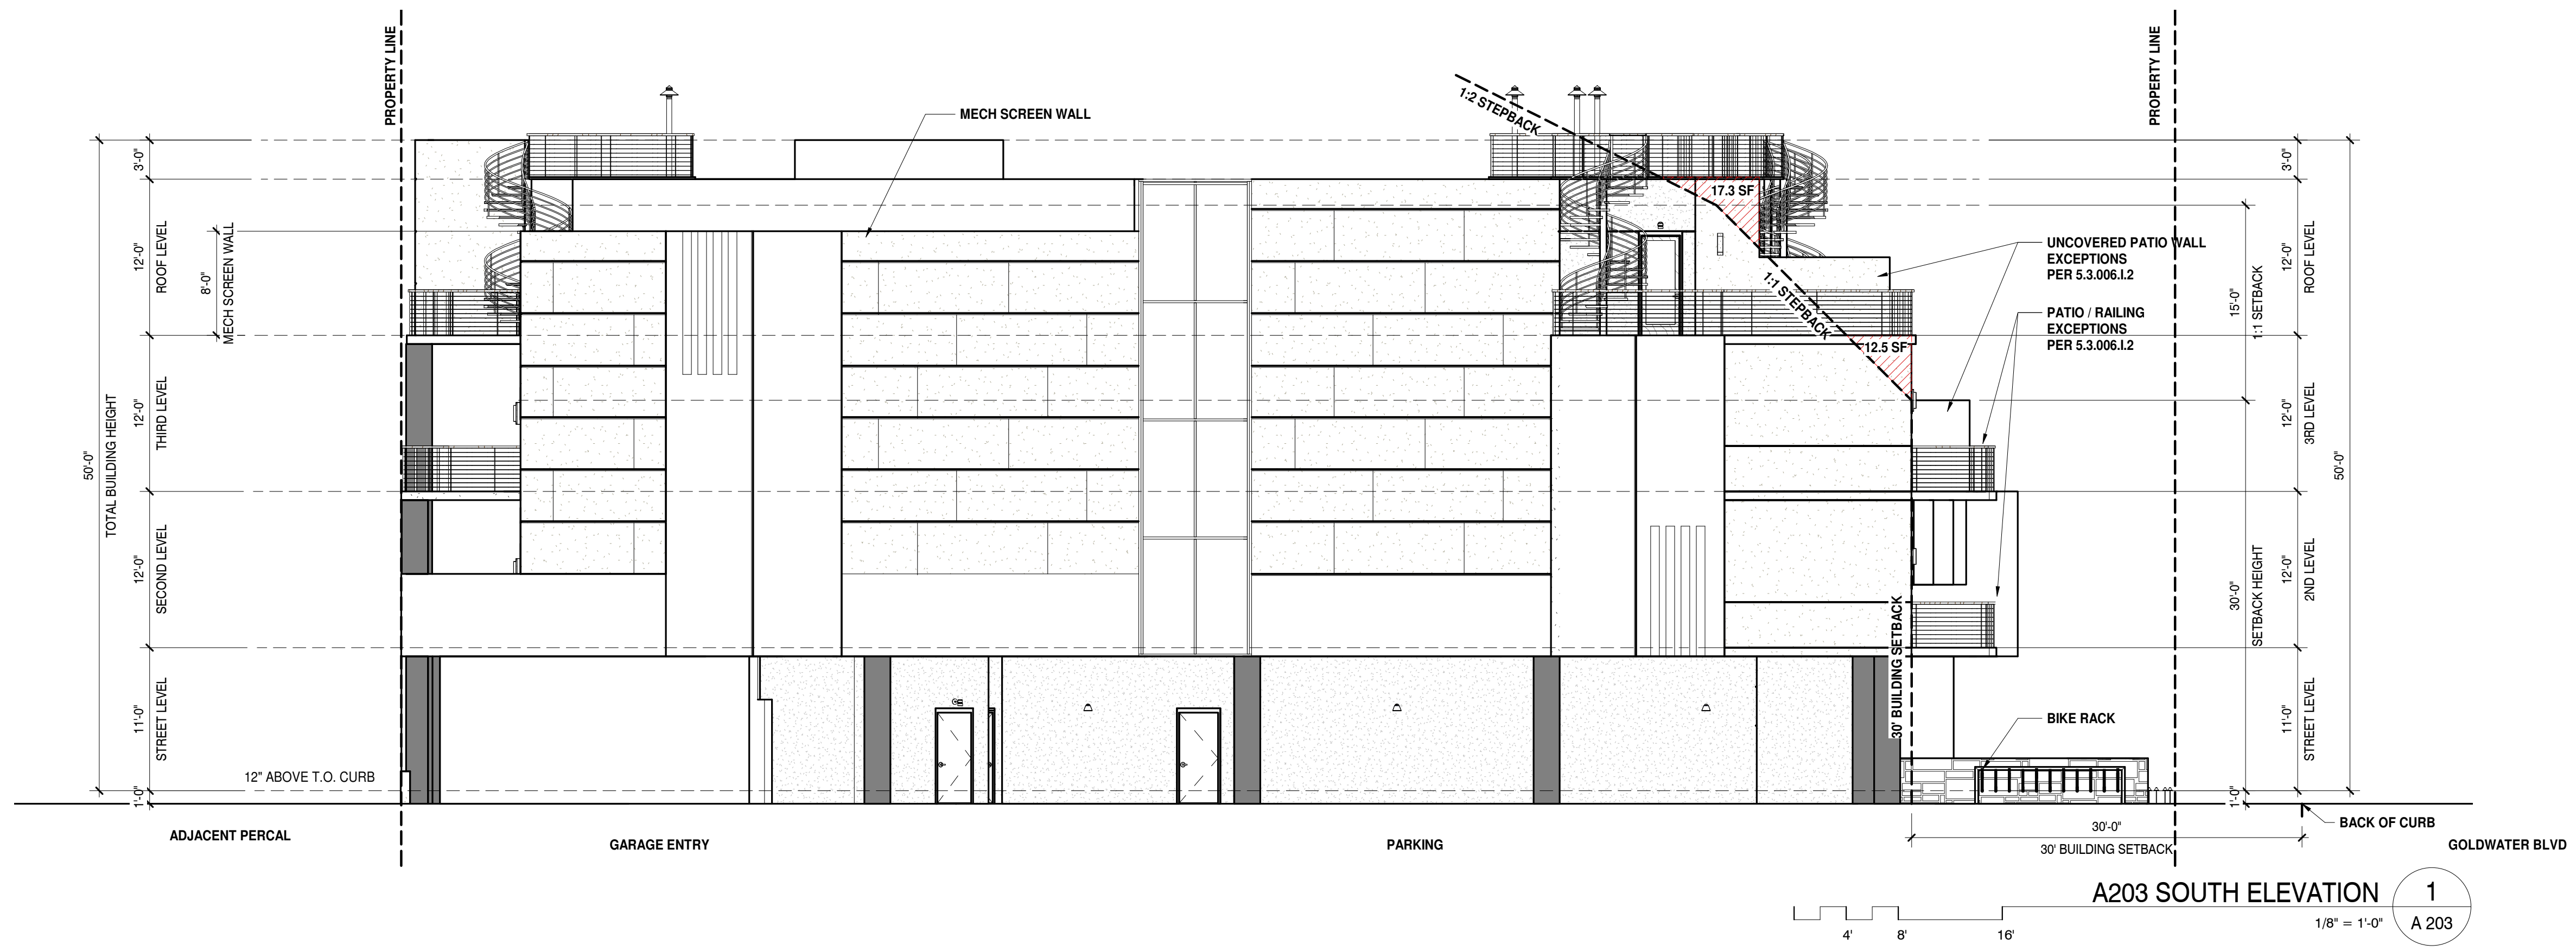 PROPERTY LINE
PROPERTY LINE
1:2 STEPBACK
MECH SCREEN WALL
3'-0"
3'-0"
17.3 SF
12'-0"
ROOF LEVEL
8'-0"
MECH SCREEN WALL
UNCOVERED PATIO WALL
EXCEPTIONS
PER 5.3.006.I.2
1:1 STEPBACK
15'-0"
1:1 SETBACK
12'-0"
ROOF LEVEL
PATIO / RAILING
EXCEPTIONS
PER 5.3.006.I.2
12.5 SF
50'-0"
TOTAL BUILDING HEIGHT
12'-0"
THIRD LEVEL
12'-0"
3RD LEVEL
50'-0"
12'-0"
SECOND LEVEL
30'-0"
SETBACK HEIGHT
12'-0"
2ND LEVEL
30' BUILDING SETBACK
11'-0"
STREET LEVEL
11'-0"
STREET LEVEL
BIKE RACK
12" ABOVE T.O. CURB
1'-0"
1'-0"
ADJACENT PERCAL
GARAGE ENTRY
PARKING
30'-0"
30' BUILDING SETBACK
BACK OF CURB
GOLDWATER BLVD
A203 SOUTH ELEVATION
1
1/8" = 1'-0"
A 203
4'
8'
16'